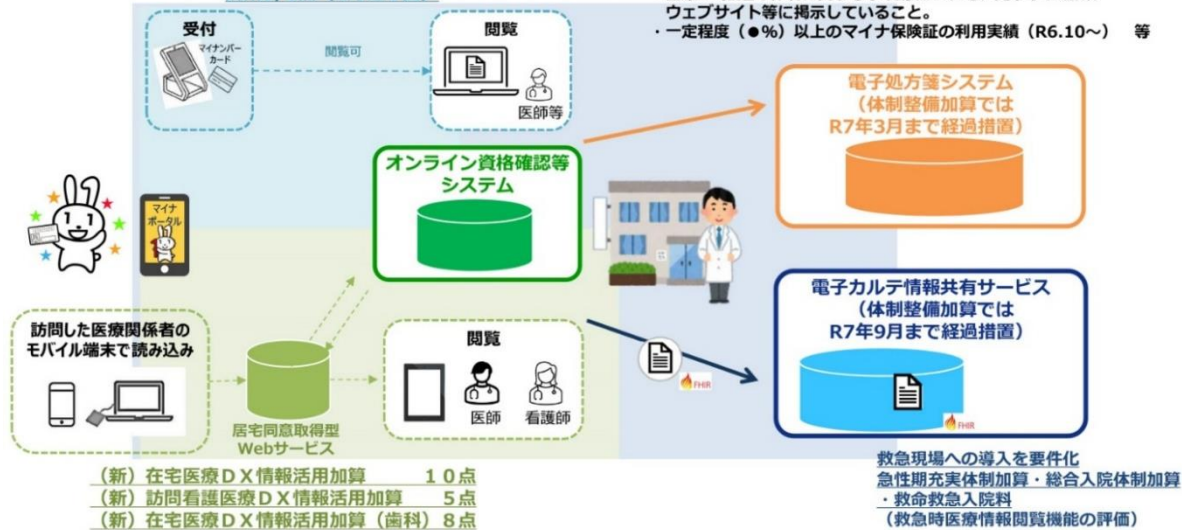 ウェブサイト等に掲示していること。
・一定程度（●%）以上のマイナ保険証の利用実績（R6.10～）　等
受付
マイナンバー
カード
閲覧可
閲覧
医師等
電子処方箋システム
（体制整備加算では
R7年3月まで経過措置）
オンライン資格確認等
システム
マイナ
ポータル
電子カルテ情報共有サービス
（体制整備加算では
R7年9月まで経過措置）
訪問した医療関係者の
モバイル端末で読み込み
閲覧
医師
看護師
FHIR
FHIR
居宅同意取得型
Webサービス
（新）在宅医療DX情報活用加算　　　10点
（新）訪問看護医療DX情報活用加算　　5点
（新）在宅医療DX情報活用加算（歯科）8点
救急現場への導入を要件化
急性期充実体制加算・総合入院体制加算
・救命救急入院料
（救急時医療情報閲覧機能の評価）